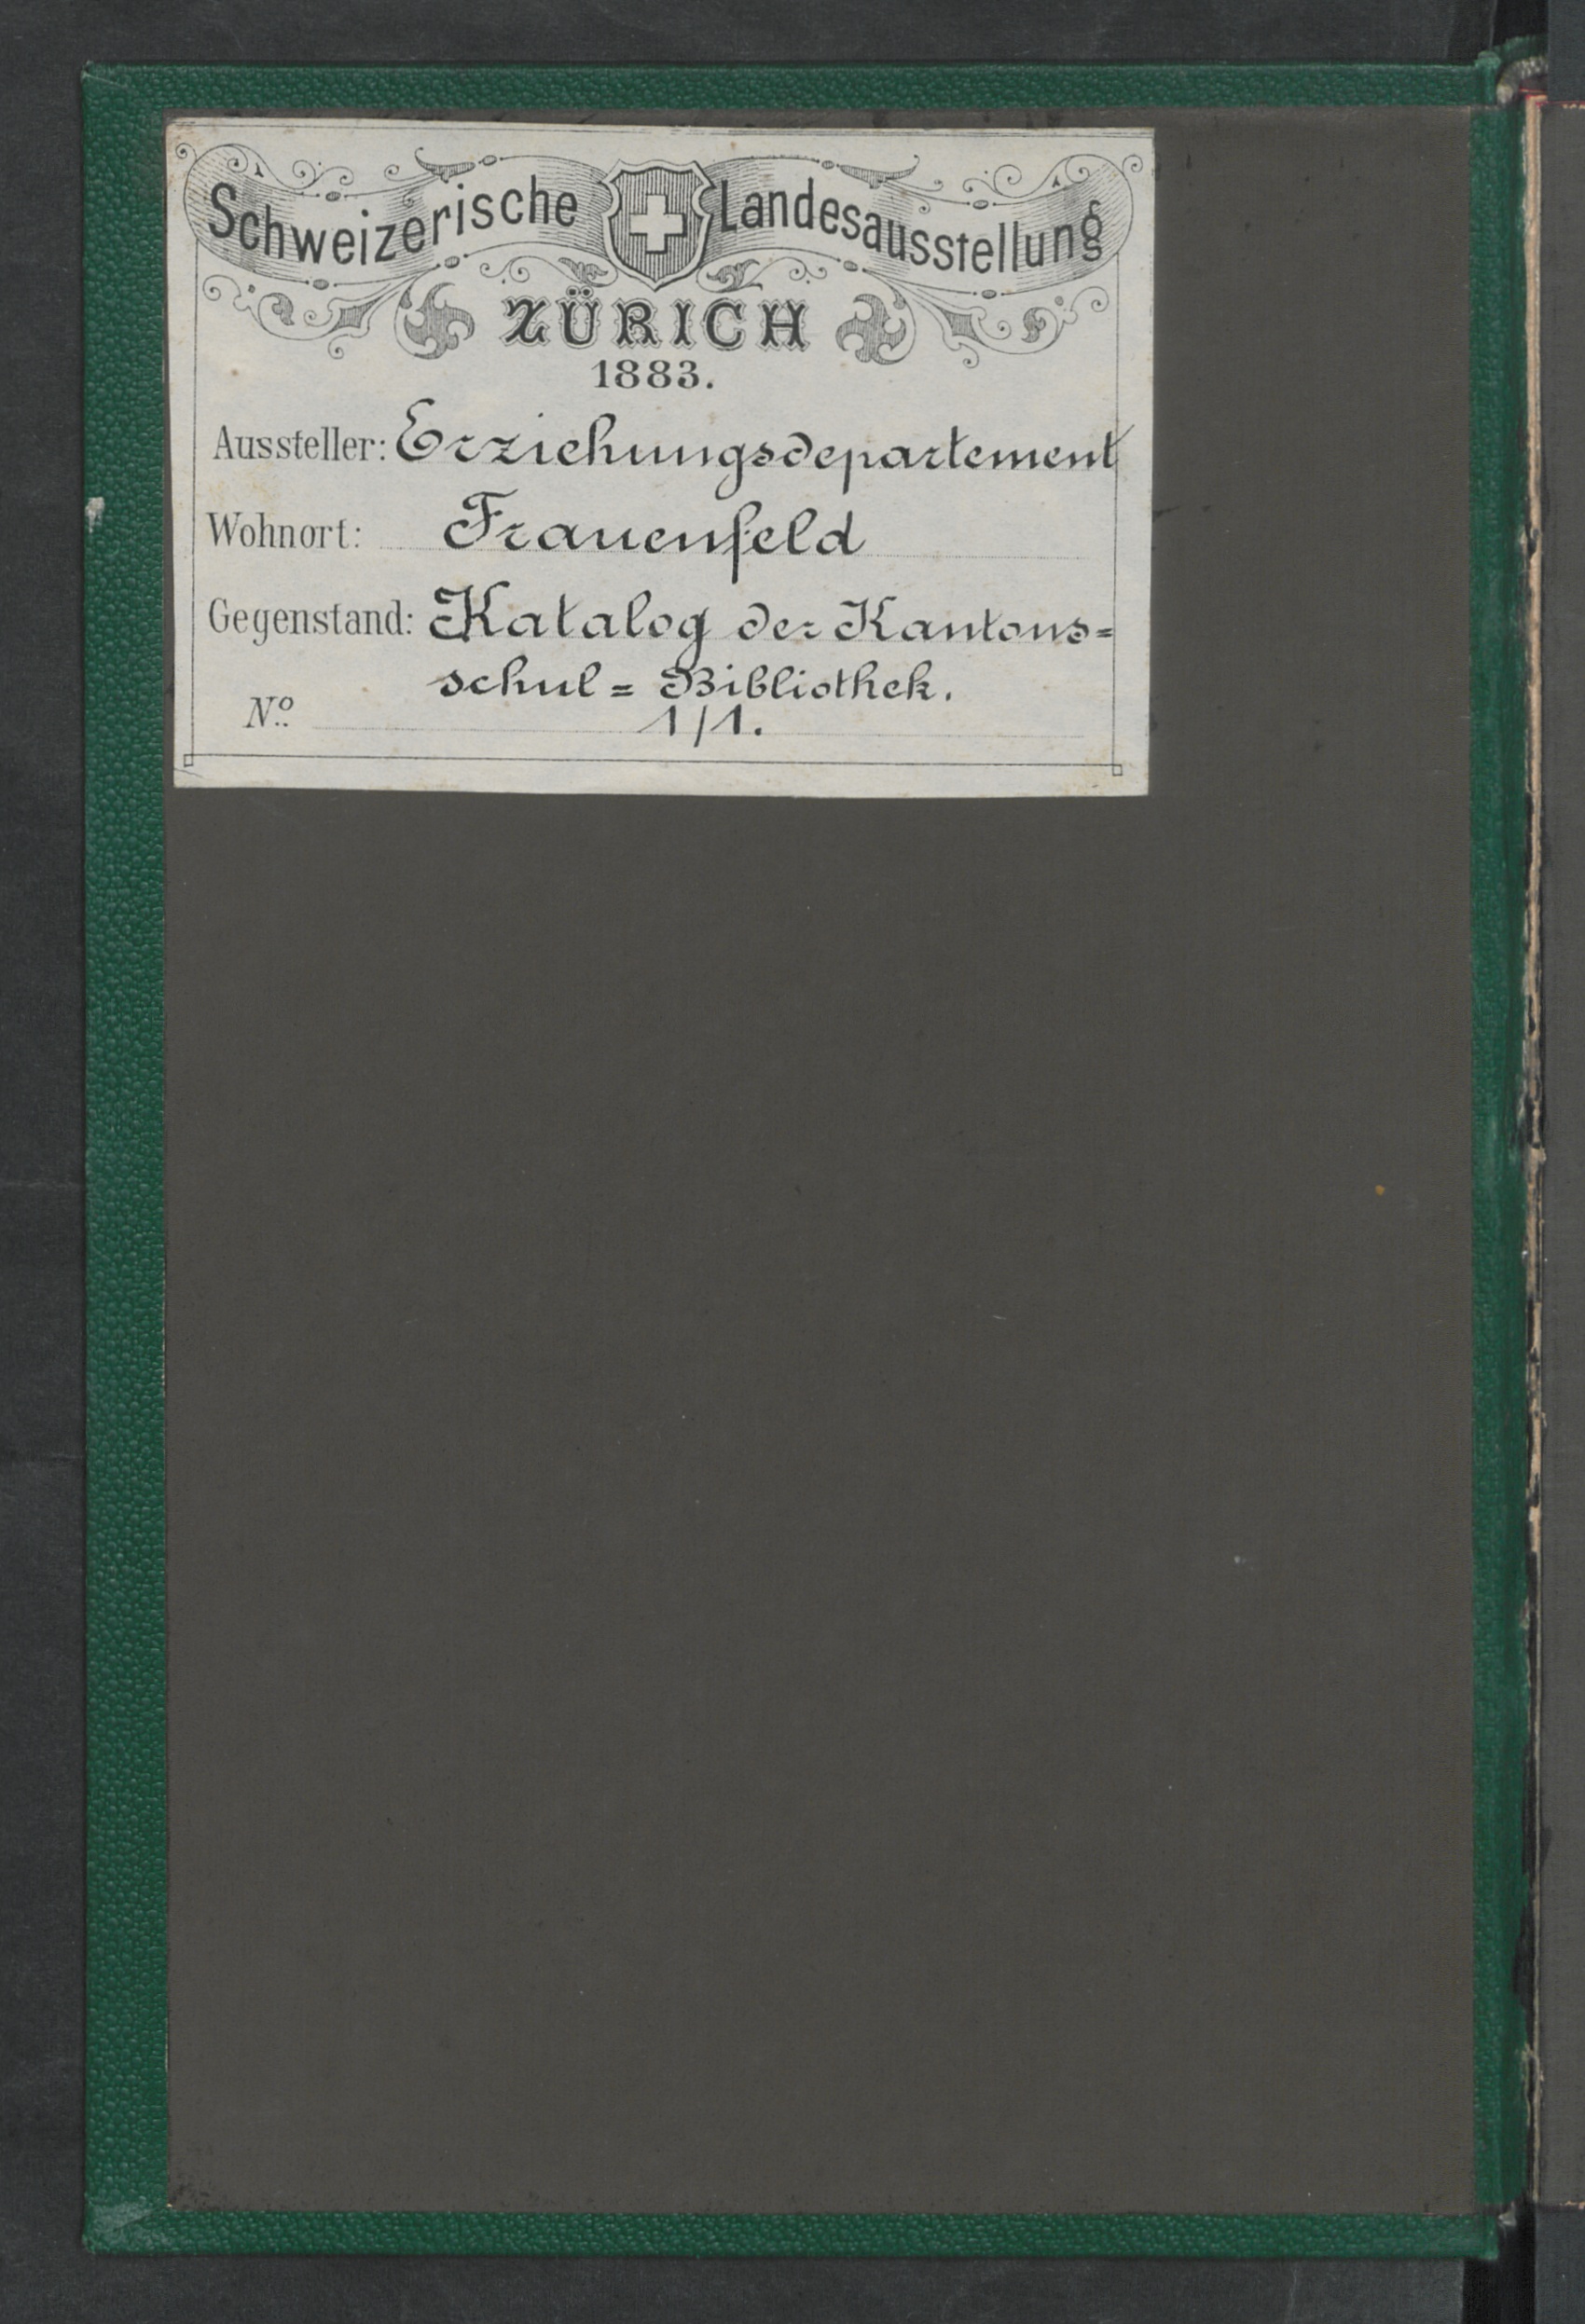 Schweizerische Landesausstellung
ZÜRICH
1883.
Aussteller: Erziehungsdepartement
Wohnort: Frauenfeld
Gegenstand: Katalog der Kantons=
schul = Bibliothek.
No. 1/1.